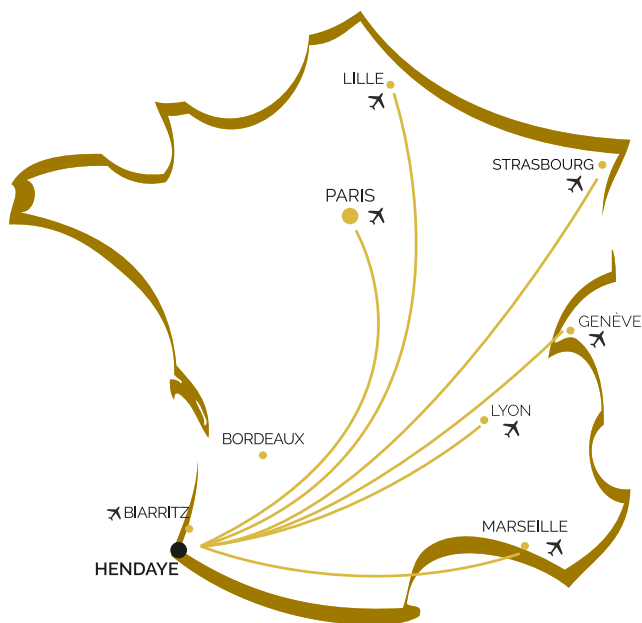 LILLE
STRASBOURG
PARIS
GENÈVE
LYON
BORDEAUX
BIARRITZ
MARSEILLE
HENDAYE